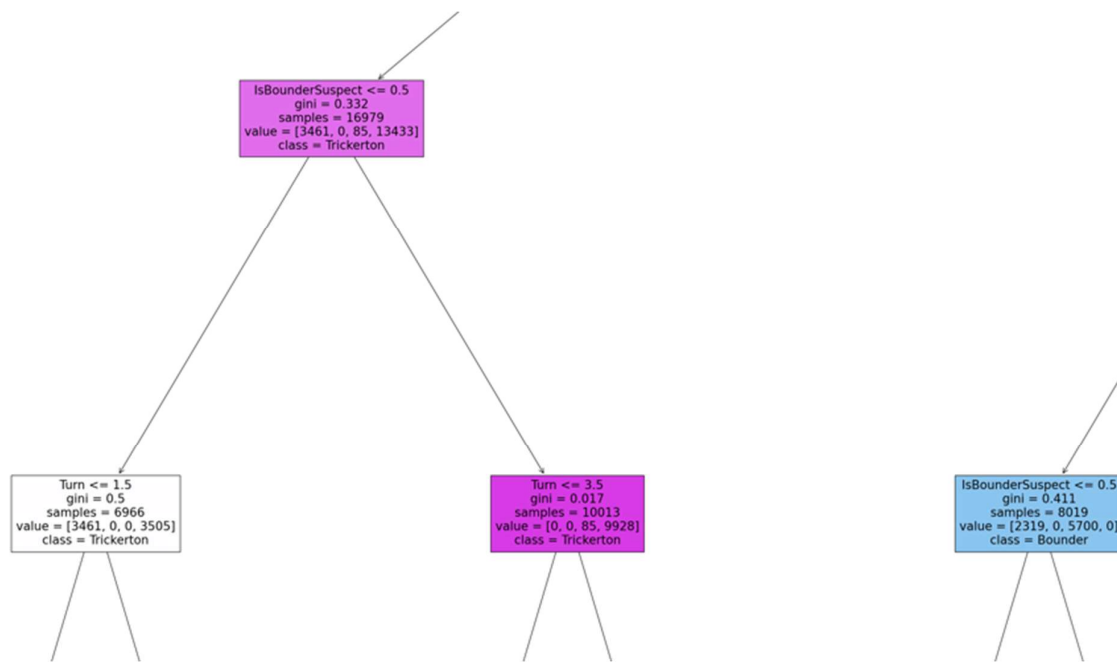 IsBounderSuspect <= 0.5
gini = 0.332
samples = 16979
value = [3461, 0, 85, 13433]
class = Trickerton
Turn <= 1.5
gini = 0.5
samples = 6966
value = [3461, 0, 0, 3505]
class = Trickerton
Turn <= 3.5
gini = 0.017
samples = 10013
value = [0, 0, 85, 9928]
class = Trickerton
IsBounderSuspect <= 0.5
gini = 0.411
samples = 8019
value = [2319, 0, 5700, 0]
class = Bounder